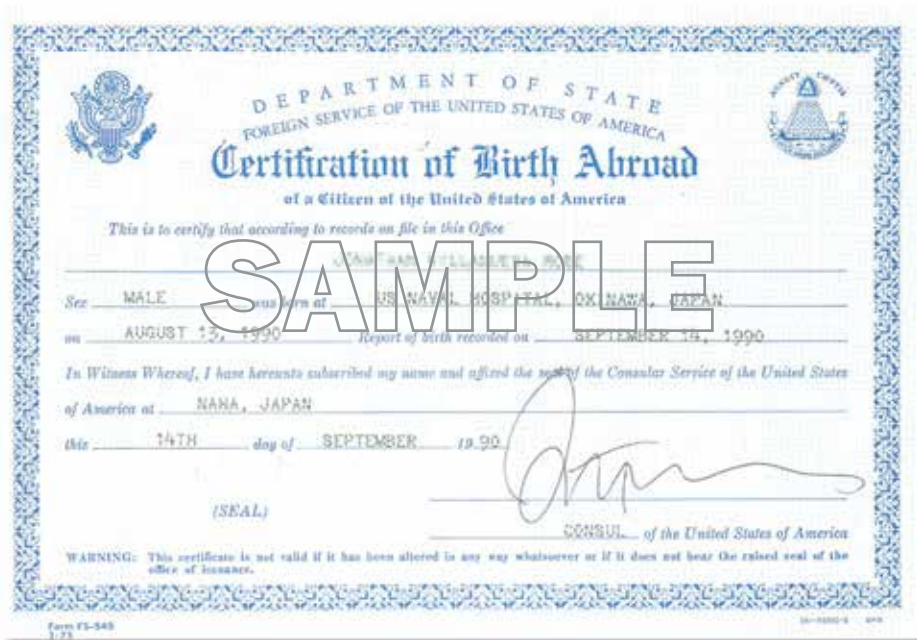 DEPARTMENT OF STATE
FOREIGN SERVICE OF THE UNITED STATES OF AMERICA
Certification of Birth Abroad
of a Citizen of the United States of America
This is to certify that according to records on file in this Office
JONATHAN
SAMPLE
Sex MALE was born at US NAVAL HOSPITAL, OKINAWA, JAPAN
on AUGUST 13, 1990 Report of birth recorded on SEPTEMBER 14, 1990
In Witness Whereof, I have hereunto subscribed my name and affixed the seal of the Consular Service of the United States
of America at NAHA, JAPAN
this 14TH day of SEPTEMBER 19 90
(SEAL)
CONSUL of the United States of America
WARNING: This certificate is not valid if it has been altered in any way whatsoever or if it does not bear the raised seal of the
office of issuance.
Form FS-545